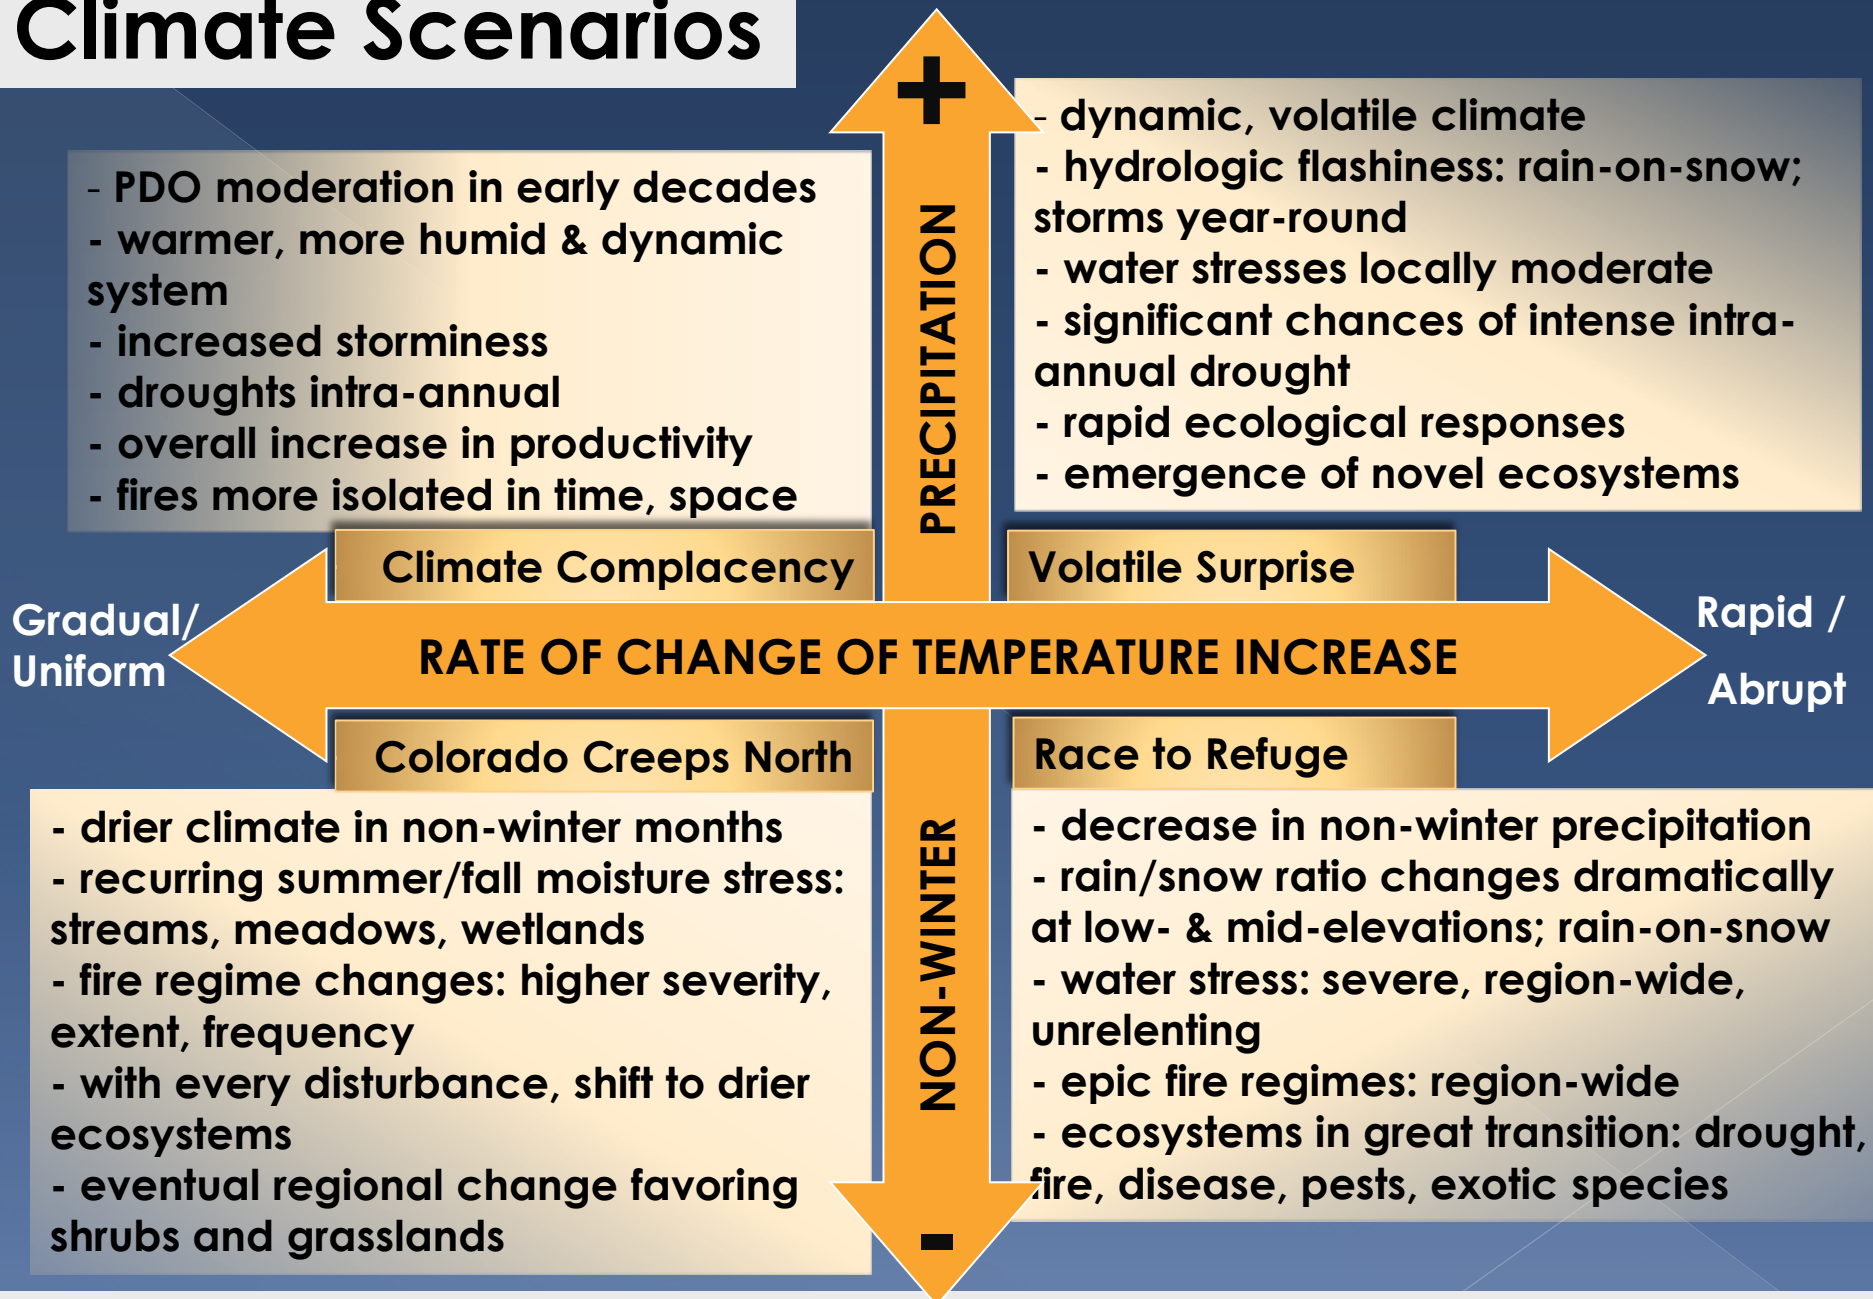 Climate Scenarios
+
- PDO moderation in early decades
- warmer, more humid & dynamic
system
- increased storminess
- droughts intra-annual
- overall increase in productivity
- fires more isolated in time, space
- dynamic, volatile climate
- hydrologic flashiness: rain-on-snow;
storms year-round
- water stresses locally moderate
- significant chances of intense intra-
annual drought
- rapid ecological responses
- emergence of novel ecosystems
PRECIPITATION
Climate Complacency
Volatile Surprise
Gradual/
Uniform
RATE OF CHANGE OF TEMPERATURE INCREASE
Rapid /
Abrupt
Colorado Creeps North
Race to Refuge
- drier climate in non-winter months
- recurring summer/fall moisture stress:
streams, meadows, wetlands
- fire regime changes: higher severity,
extent, frequency
- with every disturbance, shift to drier
ecosystems
- eventual regional change favoring
shrubs and grasslands
NON-WINTER
- decrease in non-winter precipitation
- rain/snow ratio changes dramatically
at low- & mid-elevations; rain-on-snow
- water stress: severe, region-wide,
unrelenting
- epic fire regimes: region-wide
- ecosystems in great transition: drought,
fire, disease, pests, exotic species
-